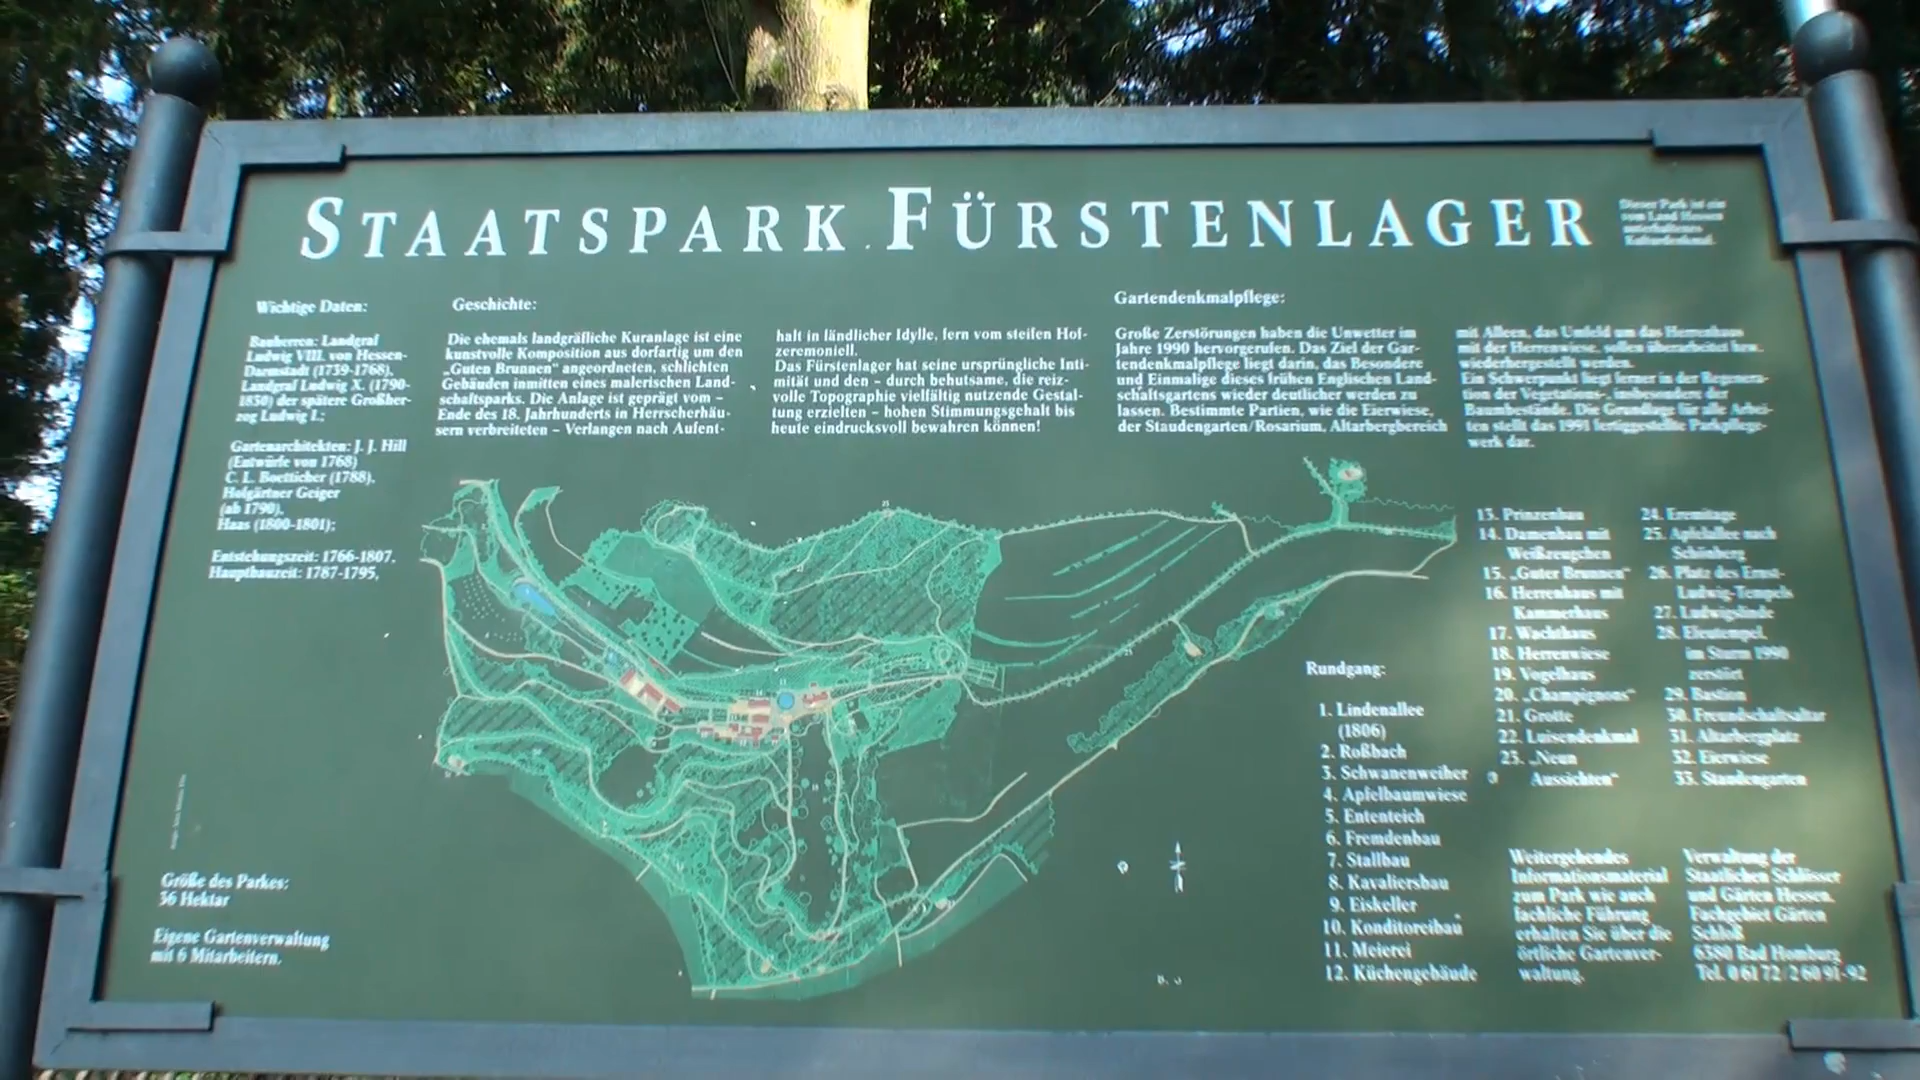 STAATSPARK FÜRSTENLAGER
Dieser Park ist ein
vom Land Hessen
unterhaltenes
Kulturdenkmal.
Wichtige Daten:
Bauherren: Landgraf
Ludwig VIII. von Hessen-
Darmstadt (1739-1768),
Landgraf Ludwig X. (1790-
1830) der spätere Großher-
zog Ludwig I.;
Gartenarchitekten: J. J. Hill
(Entwürfe von 1768)
C. L. Boetticher (1788),
Hofgärtner Geiger
(ab 1790),
Haas (1800-1801);
Entstehungszeit: 1766-1807,
Hauptbauzeit: 1787-1795,
Größe des Parkes:
36 Hektar
Eigene Gartenverwaltung
mit 6 Mitarbeitern.
Geschichte:
Die ehemals landgräfliche Kuranlage ist eine
kunstvolle Komposition aus dorfartig um den
„Guten Brunnen“ angeordneten, schlichten
Gebäuden inmitten eines malerischen Land-
schaftsparks. Die Anlage ist geprägt vom –
Ende des 18. Jahrhunderts in Herrscherhäu-
sern verbreiteten – Verlangen nach Aufent-
halt in ländlicher Idylle, fern vom steifen Hof-
zeremoniell.
Das Fürstenlager hat seine ursprüngliche Inti-
mität und den – durch behutsame, die reiz-
volle Topographie vielfältig nutzende Gestal-
tung erzielten – hohen Stimmungsgehalt bis
heute eindrucksvoll bewahren können!
Gartendenkmalpflege:
Große Zerstörungen haben die Unwetter im
Jahre 1990 hervorgerufen. Das Ziel der Gar-
tendenkmalpflege liegt darin, das Besondere
und Einmalige dieses frühen Englischen Land-
schaftsgartens wieder deutlicher werden zu
lassen. Bestimmte Partien, wie die Eierwiese,
der Staudengarten/Rosarium, Altarbergbereich
mit Alleen, das Umfeld um das Herrenhaus
mit der Herrenwiese, sollen überarbeitet bzw.
wiederhergestellt werden.
Ein Schwerpunkt liegt ferner in der Regenera-
tion der Vegetations-, insbesondere der
Baumbestände. Die Grundlage für alle Arbei-
ten stellt das 1991 fertiggestellte Parkpflege-
werk dar.
Rundgang:
1. Lindenallee
(1806)
2. Roßbach
3. Schwanenweiher
4. Apfelbaumwiese
5. Ententeich
6. Fremdenbau
7. Stallbau
8. Kavaliersbau
9. Eiskeller
10. Konditoreibau
11. Meierei
12. Küchengebäude
13. Prinzenbau
14. Damenbau mit
Weißzeugchen
15. „Guter Brunnen“
16. Herrenhaus mit
Kammerhaus
17. Wachthaus
18. Herrenwiese
19. Vogelhaus
20. „Champignons“
21. Grotte
22. Luisendenkmal
23. „Neun
Aussichten“
24. Eremitage
25. Apfelallee nach
Schönberg
26. Platz des Ernst-
Ludwig-Tempels
27. Ludwigslinde
28. Eleutempel,
im Sturm 1990
zerstört
29. Bastion
30. Freundschaftsaltar
31. Altarbergplatz
32. Eierwiese
33. Staudengarten
Weitergehendes
Informationsmaterial
zum Park wie auch
fachliche Führung
erhalten Sie über die
örtliche Gartenver-
waltung.
Verwaltung der
Staatlichen Schlösser
und Gärten Hessen,
Fachgebiet Gärten
Schloß
6380 Bad Homburg
Tel. 0 61 72 / 2 60 91-92